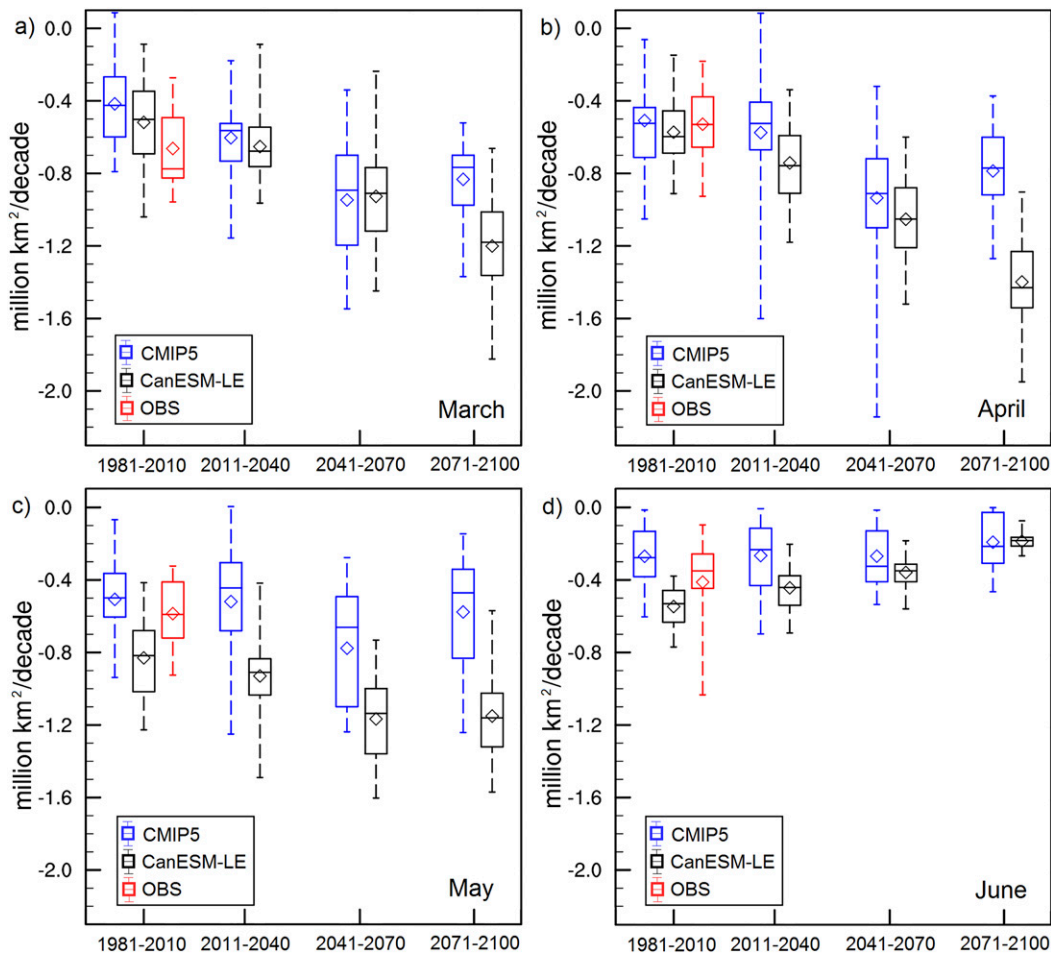 a)
million km²/decade
0.0
-0.4
-0.8
-1.2
-1.6
-2.0
CMIP5
CanESM-LE
OBS
March
1981-2010 2011-2040 2041-2070 2071-2100
b)
million km²/decade
0.0
-0.4
-0.8
-1.2
-1.6
-2.0
CMIP5
CanESM-LE
OBS
April
1981-2010 2011-2040 2041-2070 2071-2100
c)
million km²/decade
0.0
-0.4
-0.8
-1.2
-1.6
-2.0
CMIP5
CanESM-LE
OBS
May
1981-2010 2011-2040 2041-2070 2071-2100
d)
million km²/decade
0.0
-0.4
-0.8
-1.2
-1.6
-2.0
CMIP5
CanESM-LE
OBS
June
1981-2010 2011-2040 2041-2070 2071-2100